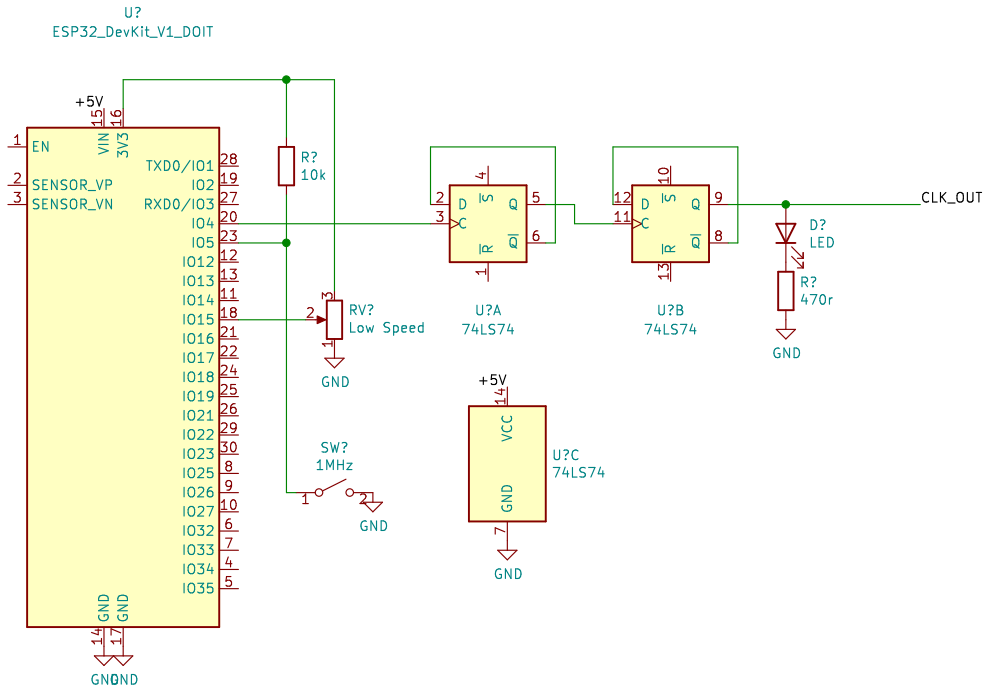 U?
ESP32_DevKit_V1_DOIT
+5V
15
16
VIN
3V3
1
EN
2
SENSOR_VP
3
SENSOR_VN
TXD0/IO1
28
IO2
19
RXD0/IO3
27
IO4
20
IO5
23
IO12
12
IO13
13
IO14
11
IO15
18
IO16
21
IO17
22
IO18
24
IO19
25
IO21
26
IO22
29
IO23
30
IO25
8
IO26
9
IO27
10
IO32
6
IO33
7
IO34
4
IO35
5
GND
GND
14
17
GND
GND
R?
10k
3
2
1
RV?
Low Speed
GND
SW?
1MHz
1
2
GND
4
S
2
D
Q
5
3
C
R
Q
6
1
U?A
74LS74
10
S
12
D
Q
9
11
C
R
Q
8
13
U?B
74LS74
CLK_OUT
D?
LED
R?
470r
GND
+5V
14
VCC
U?C
74LS74
GND
7
GND